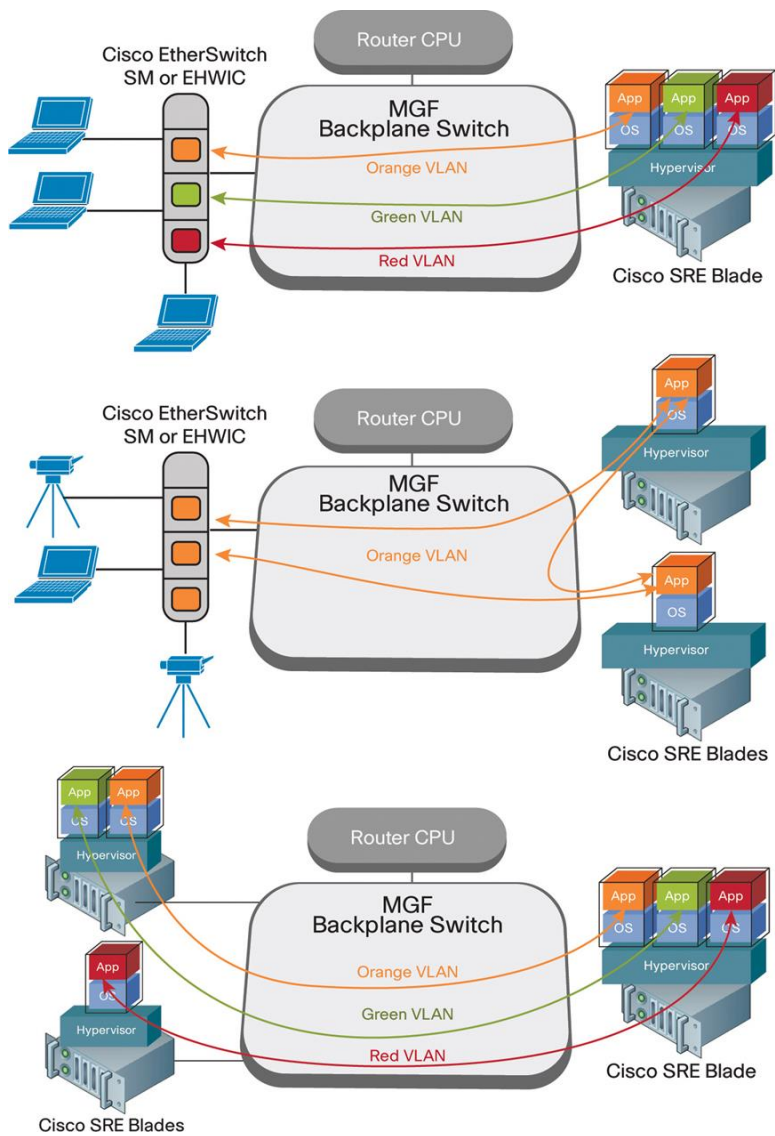 Router CPU
Cisco EtherSwitch
SM or EHWIC
MGF
Backplane Switch
App
App
App
OS
OS
OS
Orange VLAN
Hypervisor
Green VLAN
Red VLAN
Cisco SRE Blade
Cisco EtherSwitch
SM or EHWIC
Router CPU
App
OS
Hypervisor
MGF
Backplane Switch
Orange VLAN
App
OS
Hypervisor
Cisco SRE Blades
App
App
OS
OS
Hypervisor
Router CPU
MGF
Backplane Switch
App
App
App
OS
OS
OS
Hypervisor
App
OS
Hypervisor
Orange VLAN
Green VLAN
Red VLAN
Cisco SRE Blade
Cisco SRE Blades